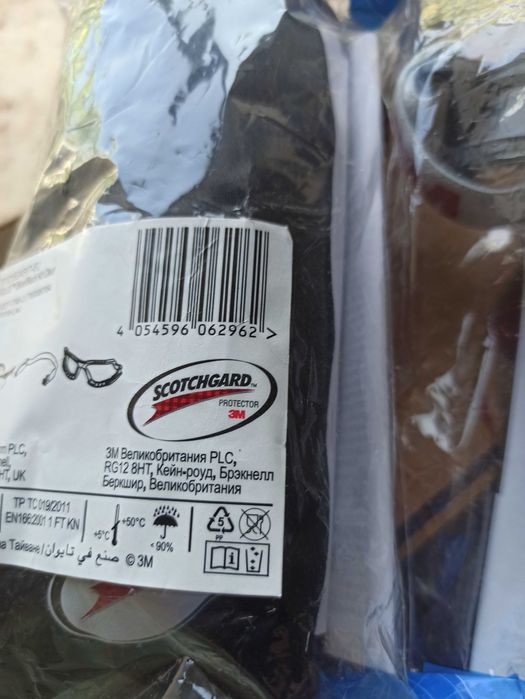 4 054596 062962 >
SCOTCHGARD™
PROTECTOR
3M
PLC,
UK
3M Великобритания PLC,
RG12 8HT, Кейн-роуд, Брэкнелл
Беркшир, Великобритания
TP TC 019/2011
EN166:2001 1 FT KN
+5°C
+50°C
<90%
5
PP
i
Тайване/صنع في تايوان © 3M